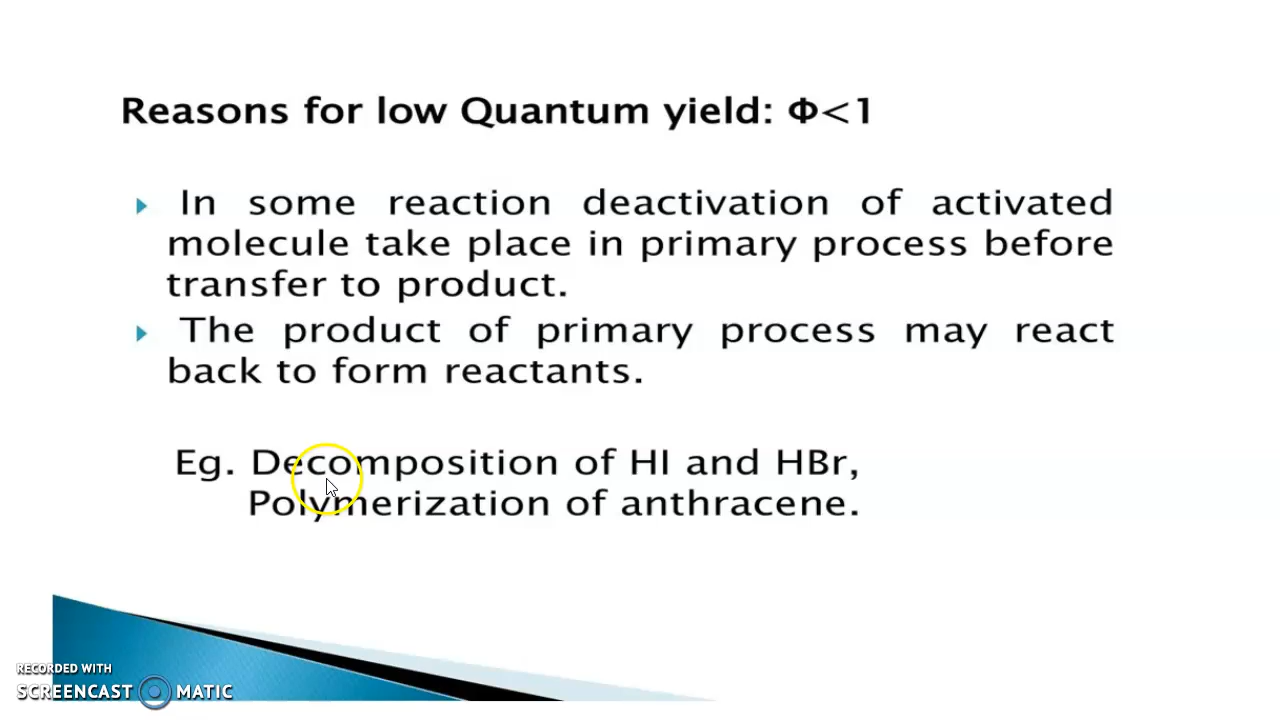 Reasons for low Quantum yield: Φ<1
In some reaction deactivation of activated
molecule take place in primary process before
transfer to product.
The product of primary process may react
back to form reactants.
Eg. Decomposition of HI and HBr,
Polymerization of anthracene.
RECORDED WITH
SCREENCAST MATIC